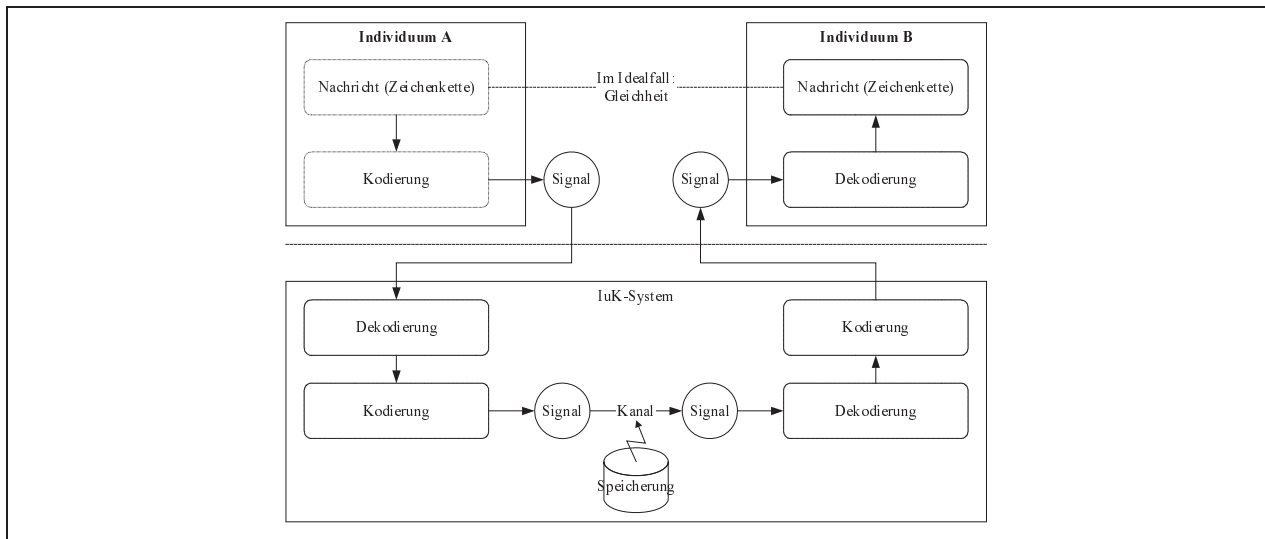 Individuum A
Individuum B
Nachricht (Zeichenkette)
Im Idealfall:
Gleichheit
Nachricht (Zeichenkette)
Kodierung
Signal
Signal
Dekodierung
IuK-System
Dekodierung
Kodierung
Kodierung
Signal
Kanal
Signal
Dekodierung
Speicherung